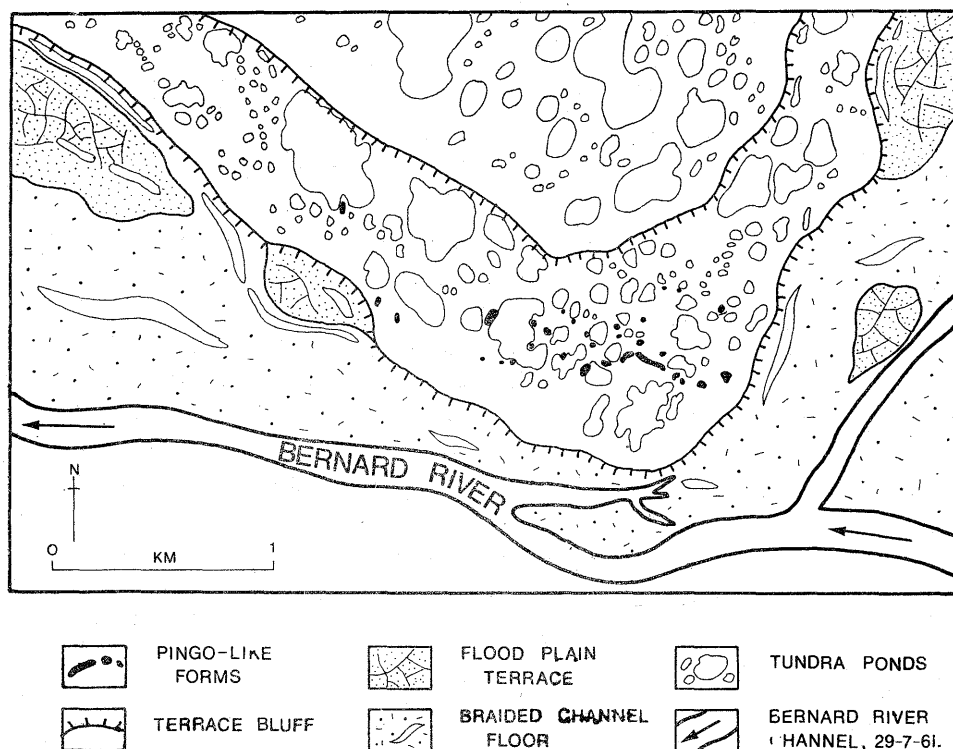 BERNARD RIVER
N
0 1
KM
PINGO-LIKE
FORMS
FLOOD PLAIN
TERRACE
TUNDRA PONDS
TERRACE BLUFF
BRAIDED CHANNEL
FLOOR
BERNARD RIVER
CHANNEL, 29-7-61.